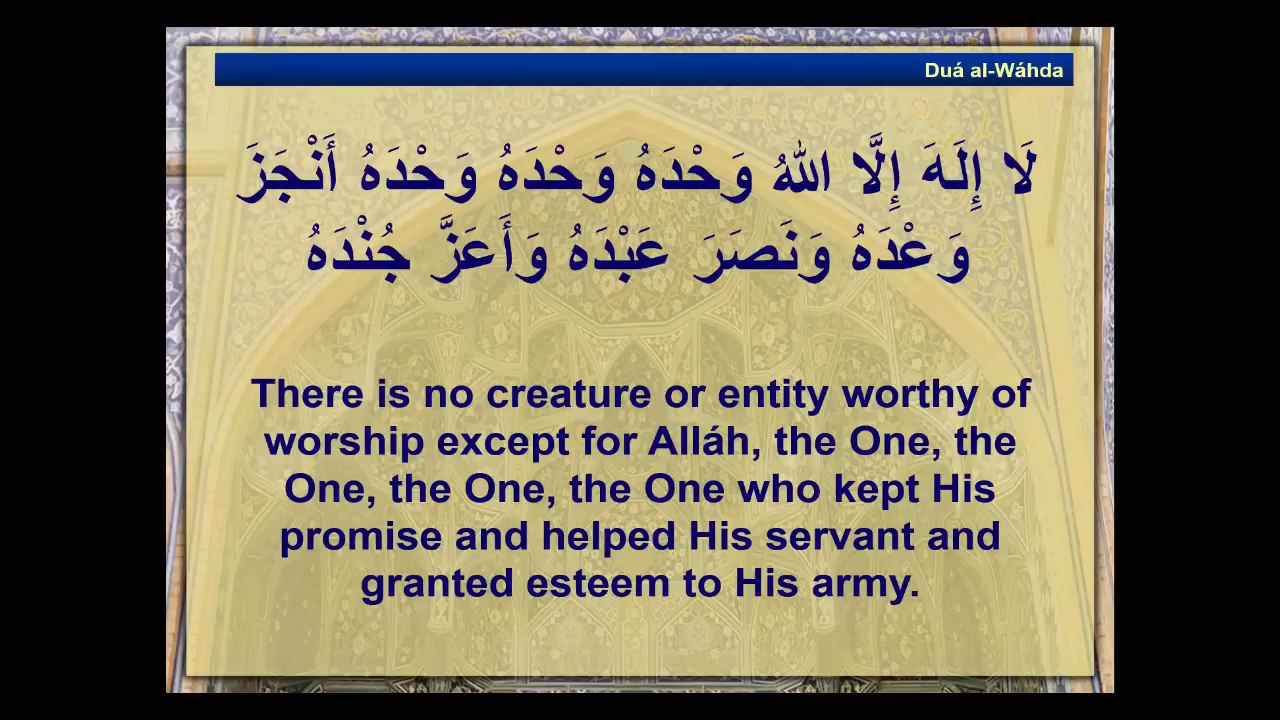 Duá al-Wáhda
لَا إِلَهَ إِلَّا اللهُ وَحْدَهُ وَحْدَهُ وَحْدَهُ أَنْجَزَ
وَعْدَهُ وَنَصَرَ عَبْدَهُ وَأَعَزَّ جُنْدَهُ
There is no creature or entity worthy of
worship except for Alláh, the One, the
One, the One, the One who kept His
promise and helped His servant and
granted esteem to His army.